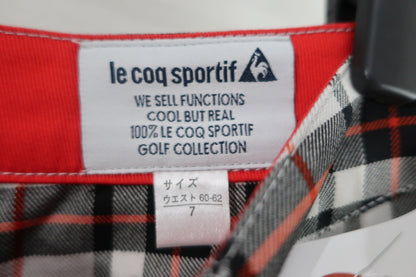 le coq sportif
WE SELL FUNCTIONS
COOL BUT REAL
100% LE COQ SPORTIF
GOLF COLLECTION
サイズ
ウエスト 60-62
7